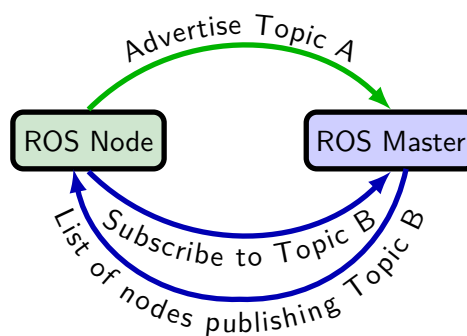 Advertise Topic A
ROS Node
ROS Master
Subscribe to Topic B
List of nodes publishing Topic B